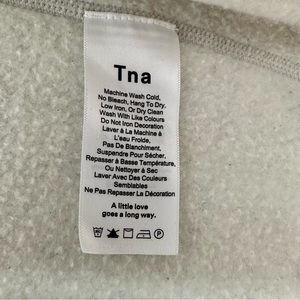 Tna
Machine Wash Cold,
No Bleach, Hang To Dry.
Low Iron, Or Dry Clean
Wash With Like Colours
Do Not Iron Decoration
Laver à La Machine à
L'eau Froide,
Pas De Blanchiment.
Suspendre Pour Sécher,
Repasser à Basse Température,
Ou Nettoyer à Sec
Laver Avec Des Couleurs
Semblables
Ne Pas Repasser La Décoration
A little love
goes a long way.